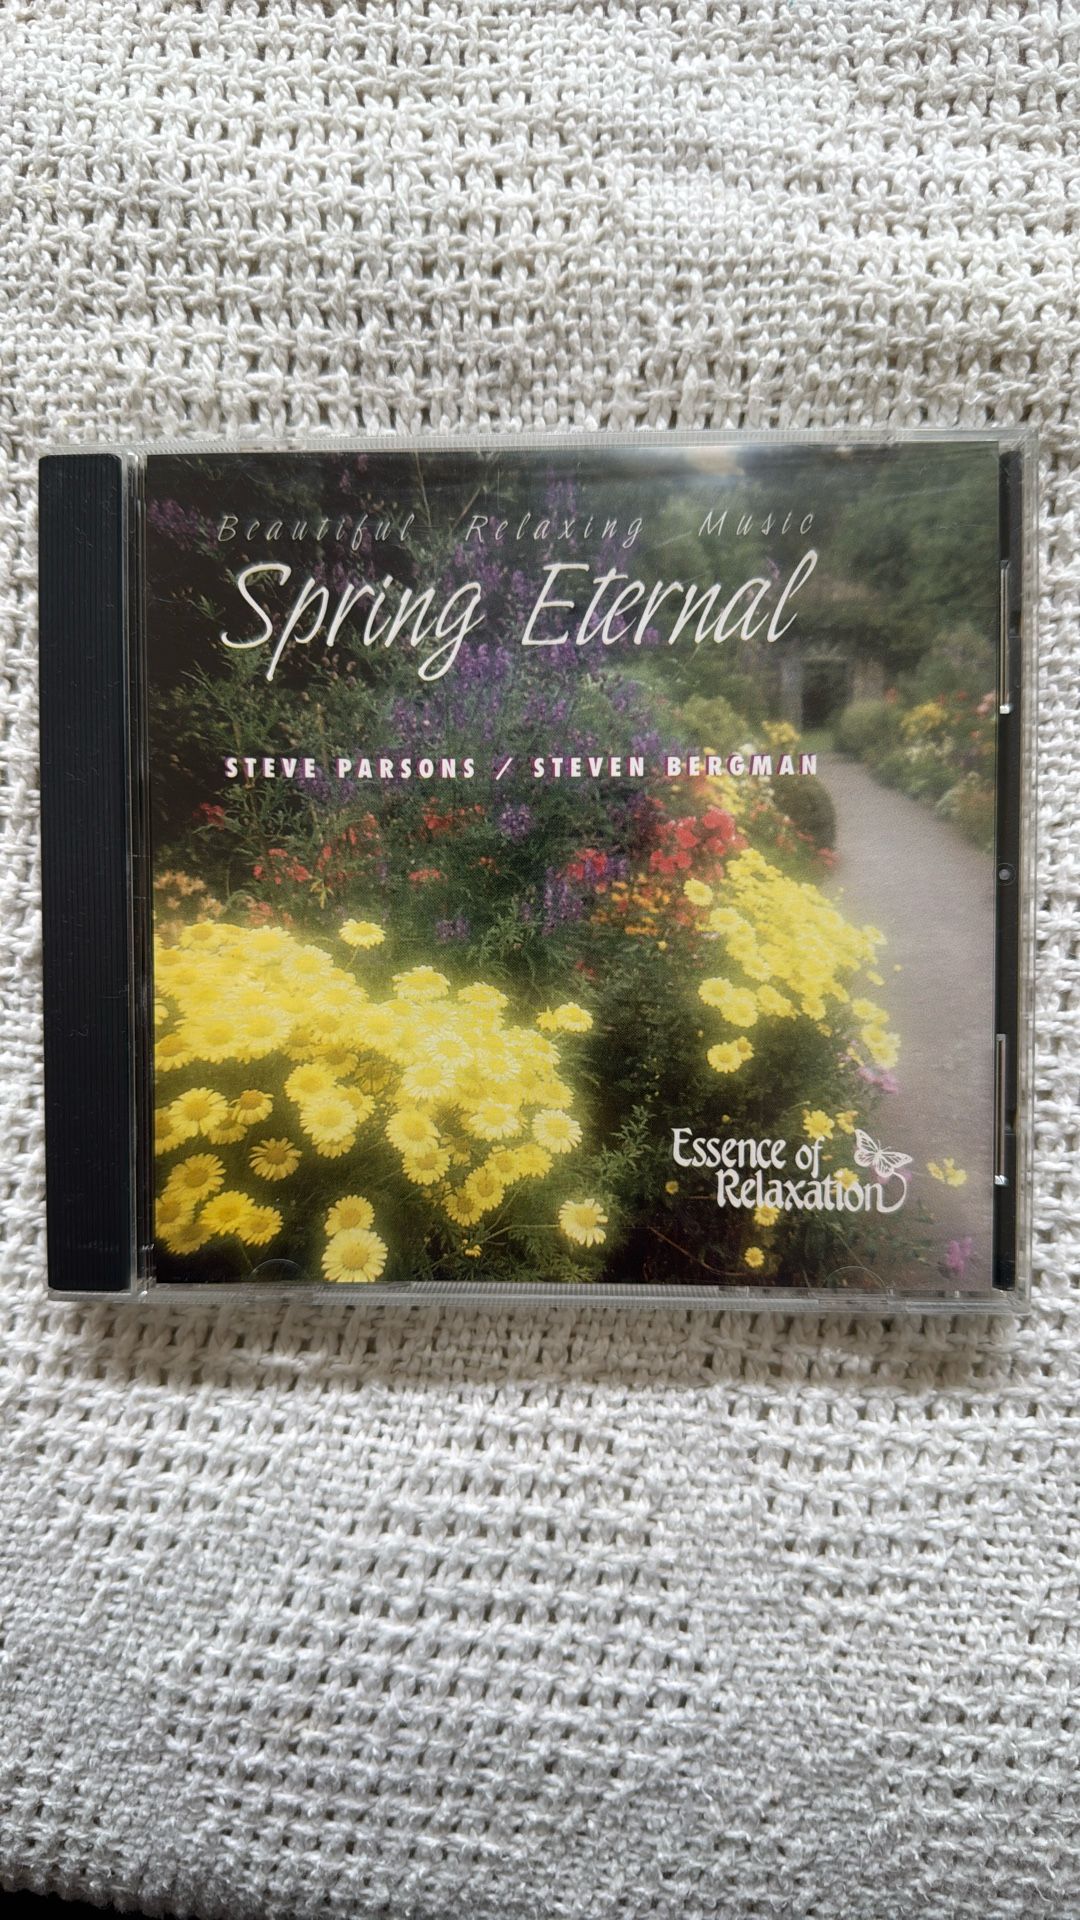 Beautiful Relaxing Music
Spring Eternal
STEVE PARSONS / STEVEN BERGMAN
Essence of
Relaxation